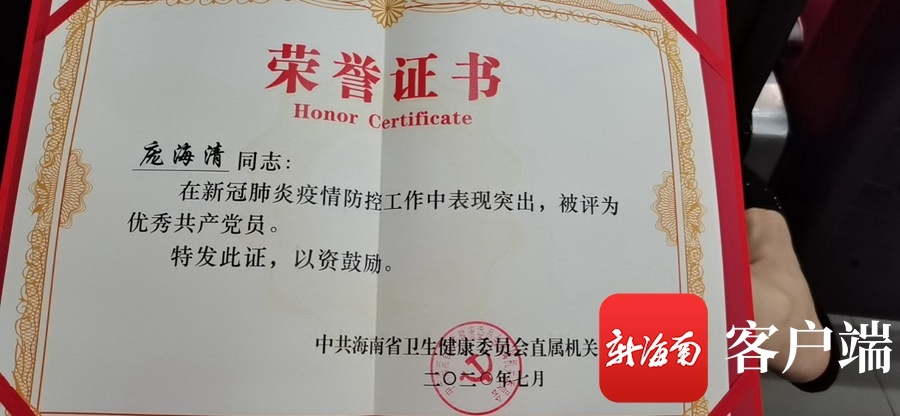 荣誉证书
Honor Certificate
庞海清 同志：
在新冠肺炎疫情防控工作中表现突出，被评为
优秀共产党员。
特发此证，以资鼓励。
中共海南省卫生健康委员会直属机关
二〇二〇年七月
新海南 客户端